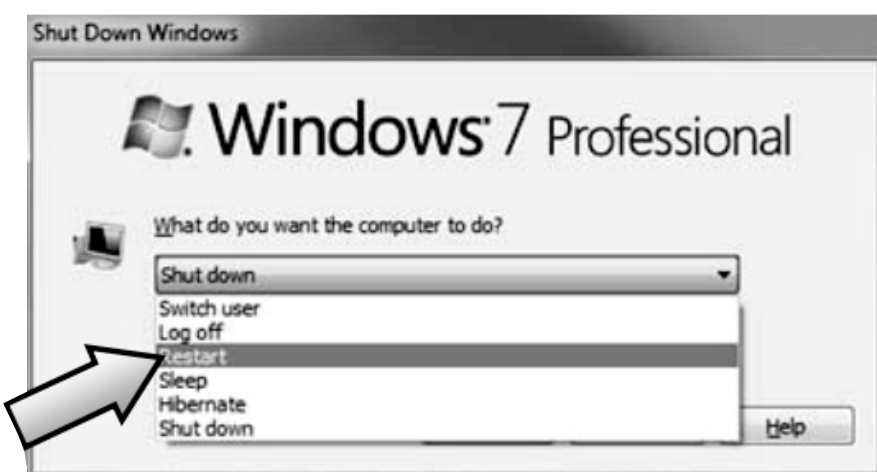 Shut Down Windows
Windows 7 Professional
What do you want the computer to do?
Shut down
Switch user
Log off
Restart
Sleep
Hibernate
Shut down
Help